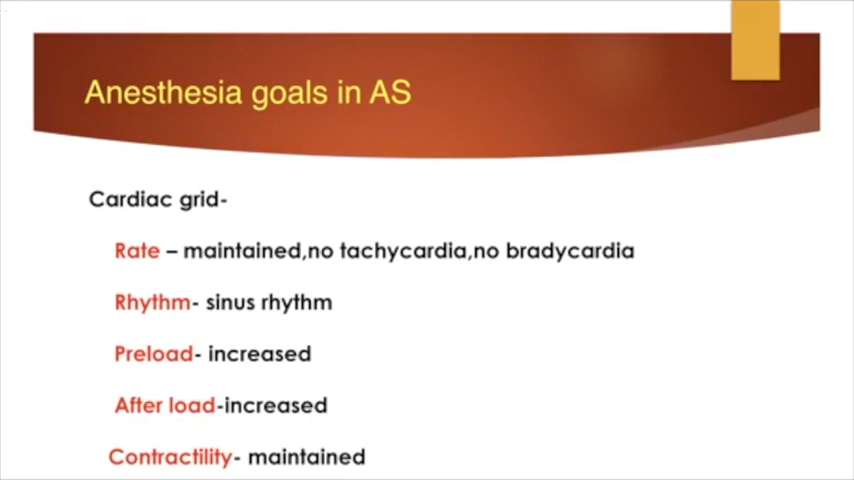 Anesthesia goals in AS
Cardiac grid-
Rate – maintained,no tachycardia,no bradycardia
Rhythm- sinus rhythm
Preload- increased
After load-increased
Contractility- maintained